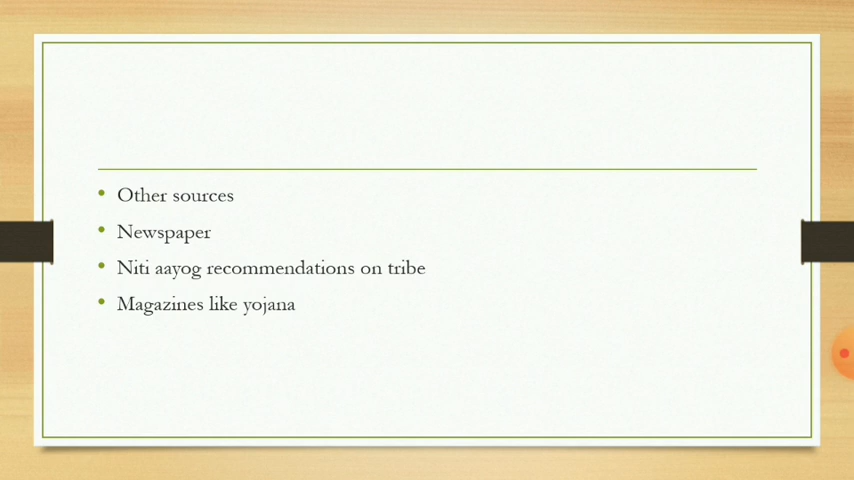 Other sources
Newspaper
Niti aayog recommendations on tribe
Magazines like yojana